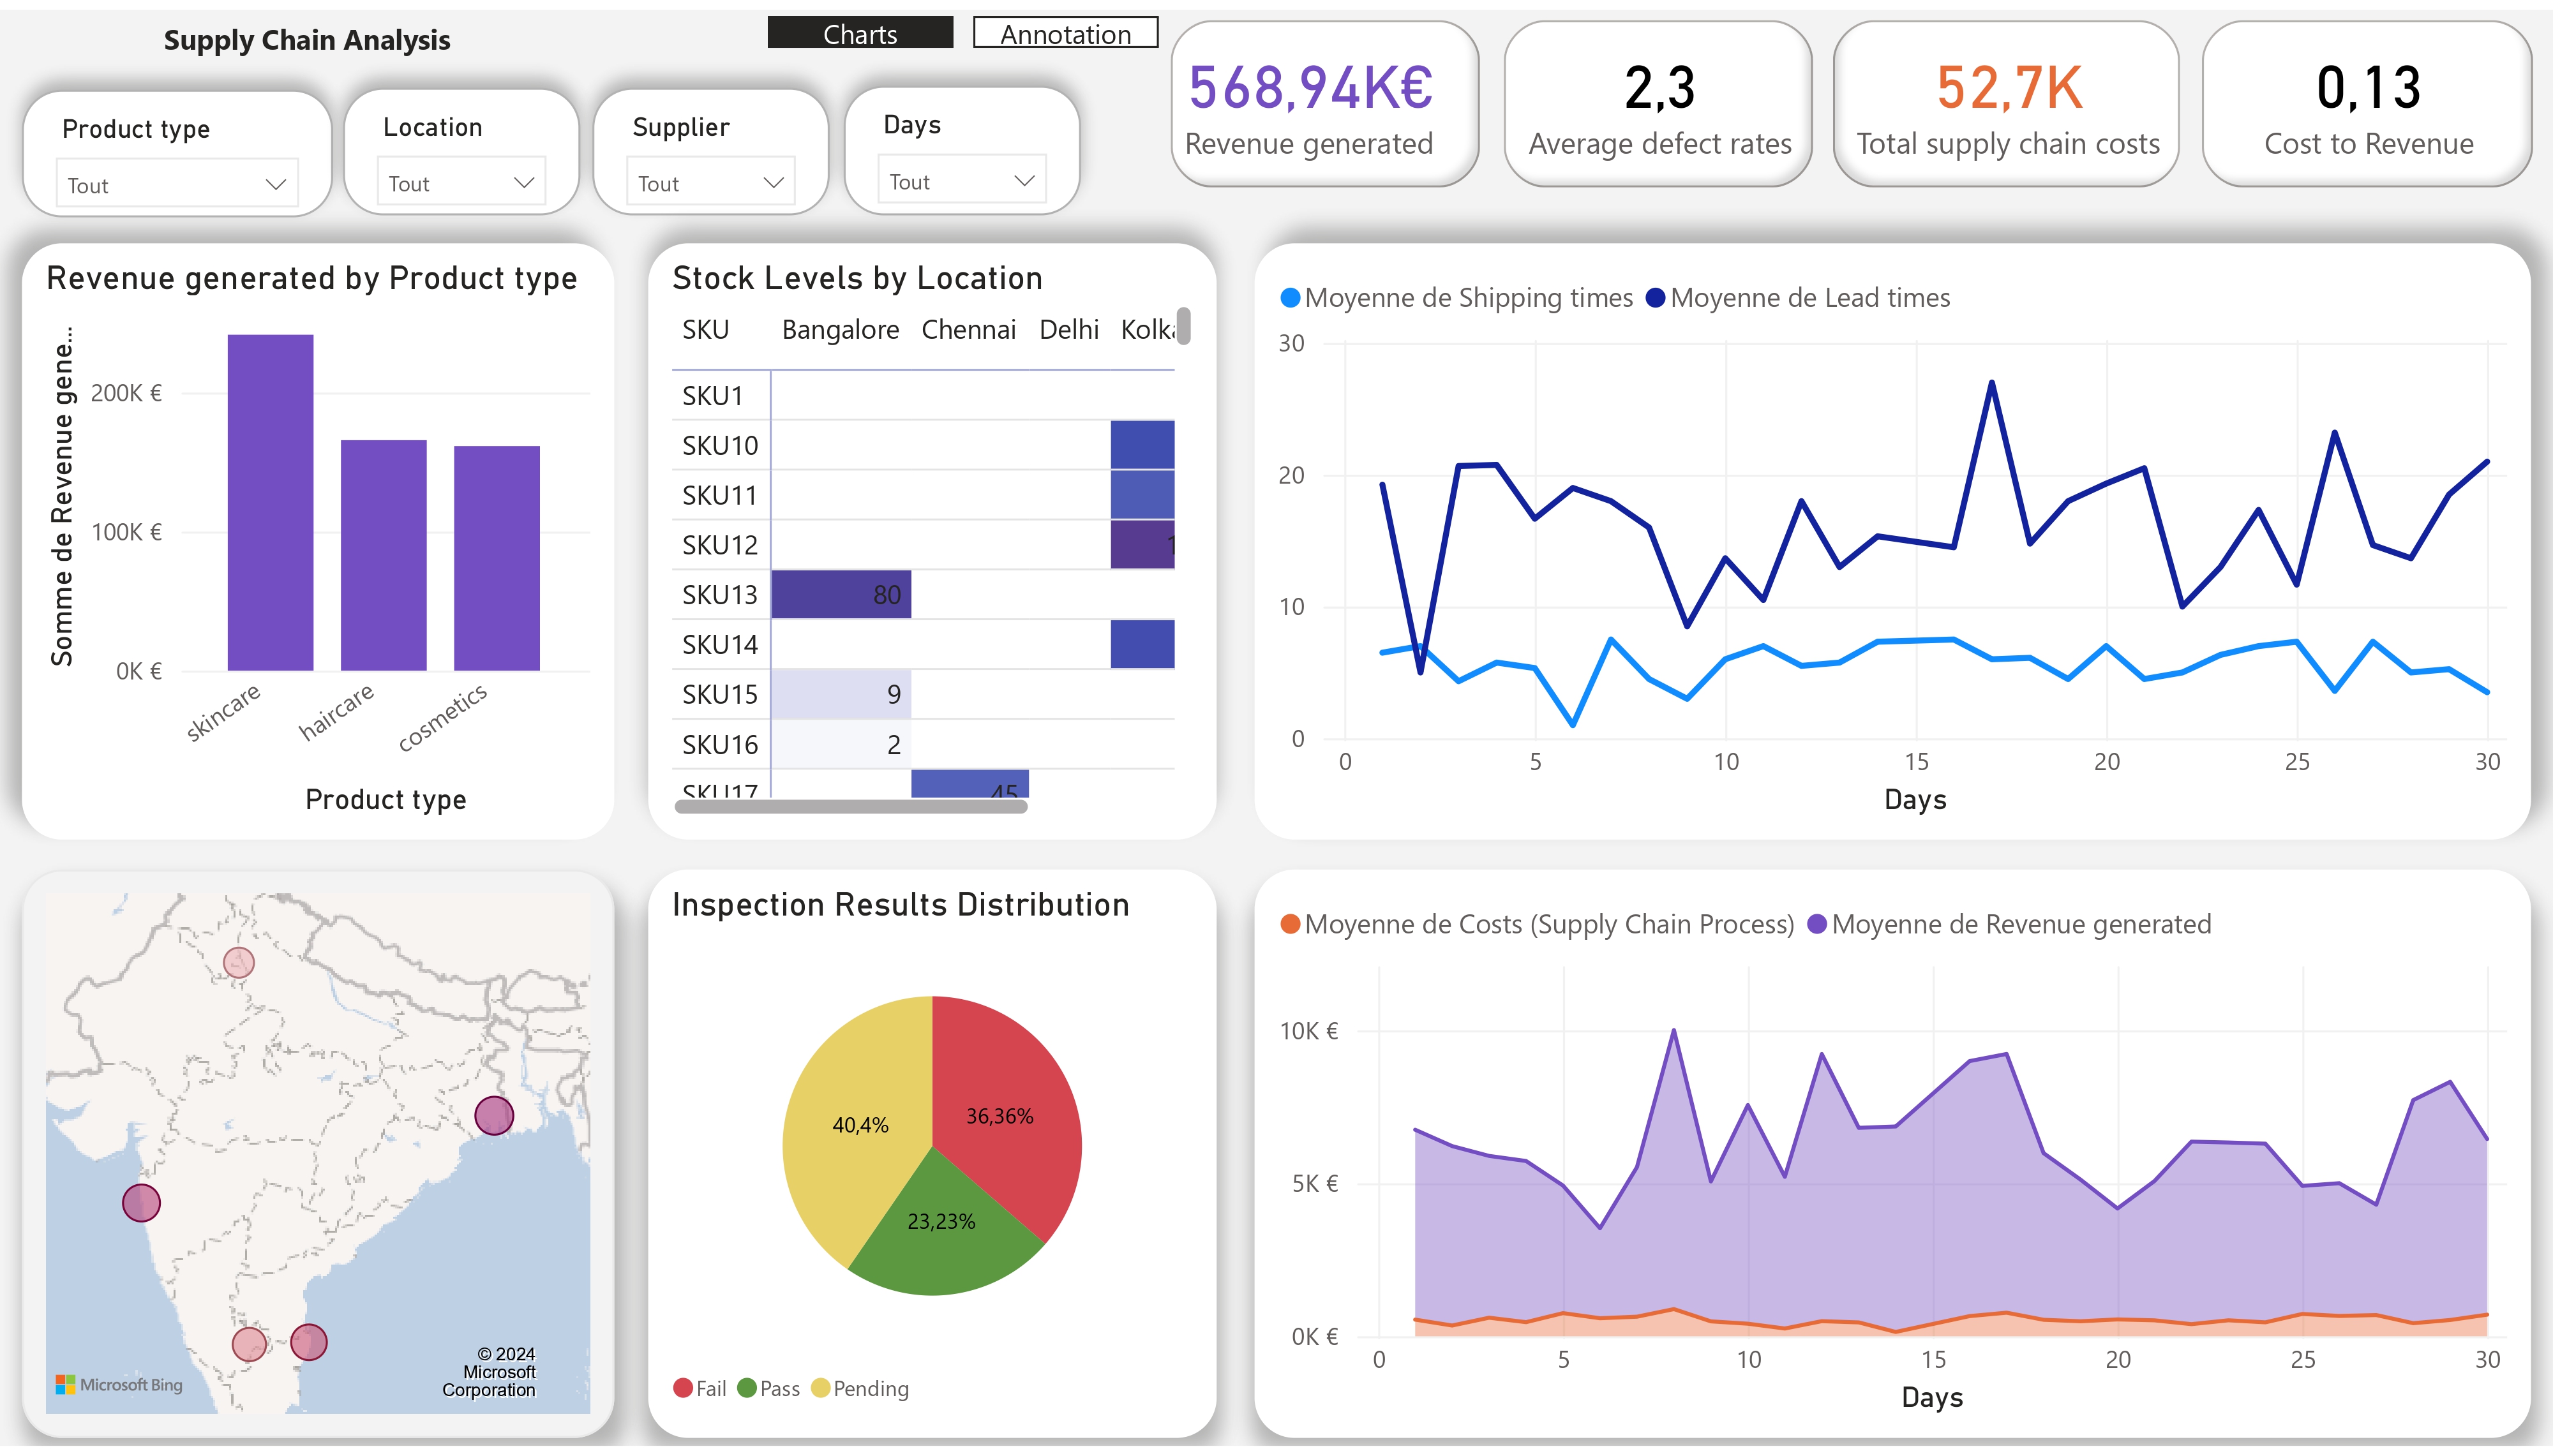 Supply Chain Analysis
Charts
Annotation
Product type
Tout
Location
Tout
Supplier
Tout
Days
Tout
568,94K€
Revenue generated
2,3
Average defect rates
52,7K
Total supply chain costs
0,13
Cost to Revenue
Revenue generated by Product type
Somme de Revenue gene...
200K €
100K €
0K €
skincare
haircare
cosmetics
Product type
Stock Levels by Location
SKU Bangalore Chennai Delhi
SKU1
SKU10
SKU11
SKU12
SKU13 80
SKU14
SKU15 9
SKU16 2
SKU17 45
Moyenne de Shipping times Moyenne de Lead times
30
20
10
0
0 5 10 15 20 25 30
Days
© 2024
Microsoft
Corporation
Microsoft Bing
Inspection Results Distribution
40,4%
36,36%
23,23%
Fail Pass Pending
Moyenne de Costs (Supply Chain Process) Moyenne de Revenue generated
10K €
5K €
0K €
0 5 10 15 20 25 30
Days